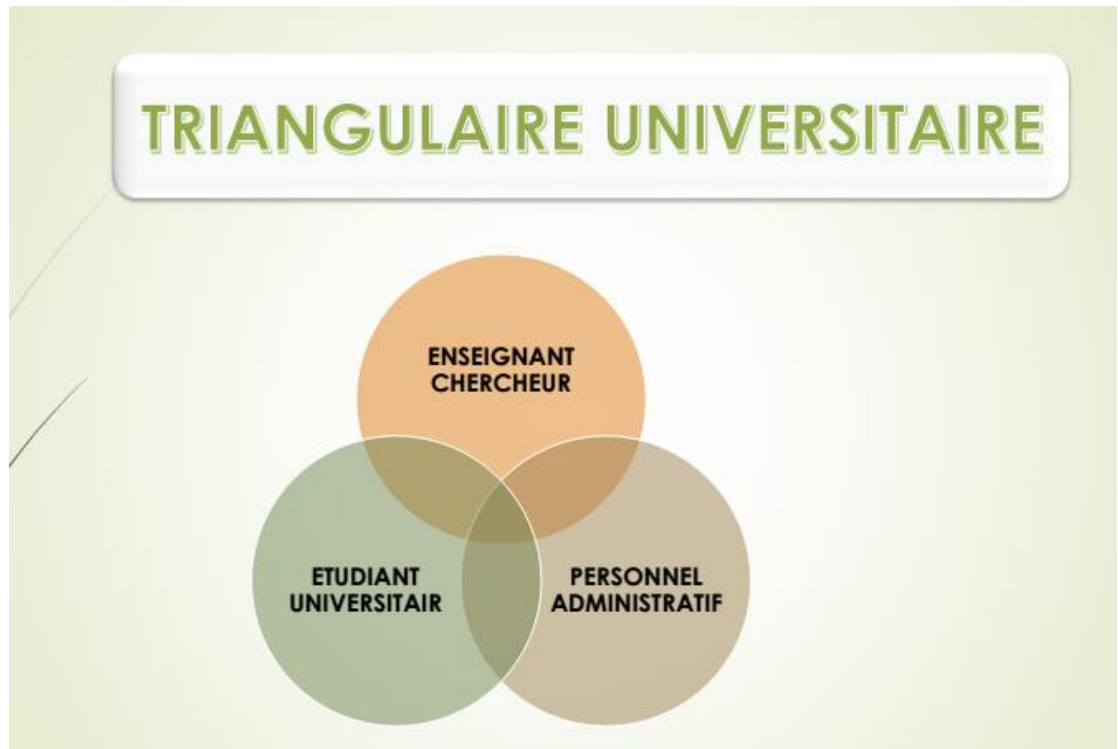 TRIANGULAIRE UNIVERSITAIRE
ENSEIGNANT
CHERCHEUR
ETUDIANT
UNIVERSITAIR
PERSONNEL
ADMINISTRATIF